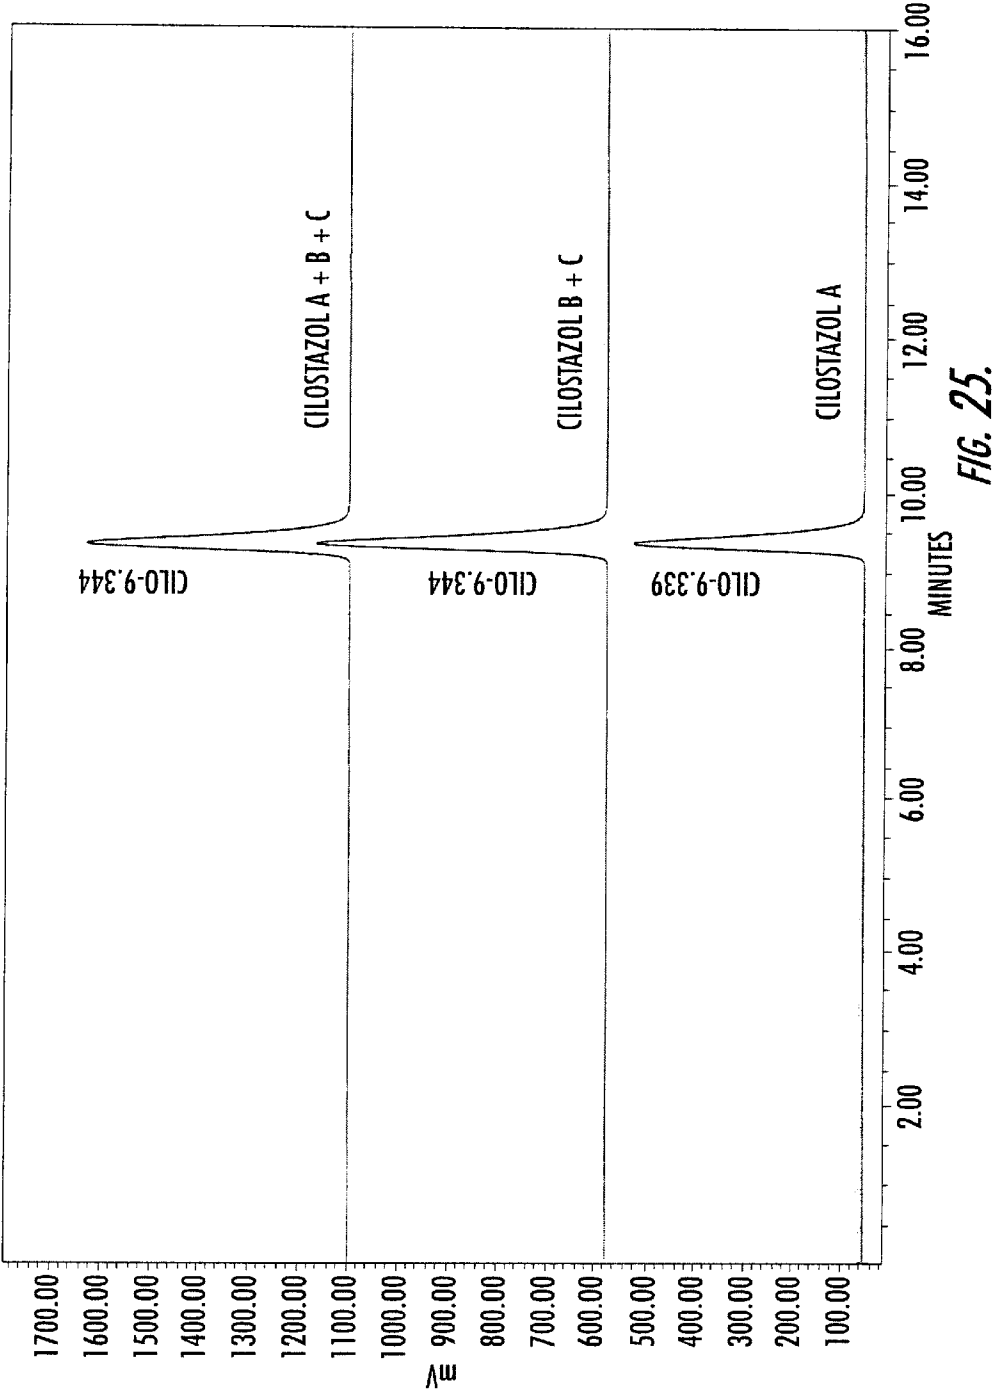 mV
1700.00
1600.00
1500.00
1400.00
1300.00
1200.00
1100.00
1000.00
900.00
800.00
700.00
600.00
500.00
400.00
300.00
200.00
100.00
CILO-9.344
CILOSTAZOL A + B + C
CILO-9.344
CILOSTAZOL B + C
CILO-9.339
CILOSTAZOL A
2.00
4.00
6.00
8.00
10.00
12.00
14.00
16.00
MINUTES
FIG. 25.